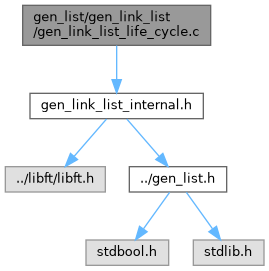 gen_list/gen_link_list
/gen_link_list_life_cycle.c
gen_link_list_internal.h
../libft/libft.h
../gen_list.h
stdbool.h
stdlib.h